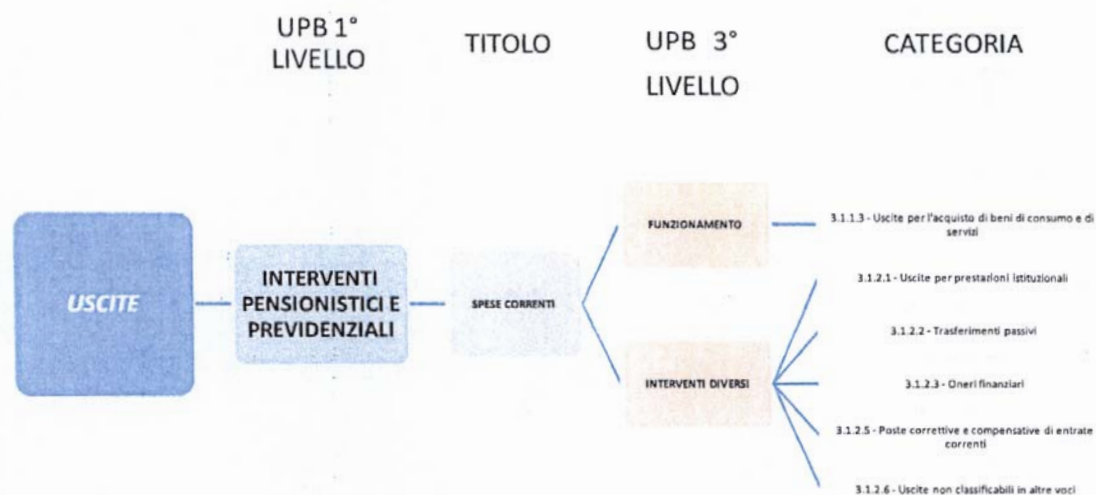 UPB 1°
LIVELLO
TITOLO
UPB 3°
LIVELLO
CATEGORIA
USCITE
INTERVENTI
PENSIONISTICI E
PREVIDENZIALI
SPESE CORRENTI
FUNZIONAMENTO
INTERVENTI DIVERSI
3.1.1.3 - Uscite per l'acquisto di beni di consumo e di
servizi
3.1.2.1 - Uscite per prestazioni istituzionali
3.1.2.2 - Trasferimenti passivi
3.1.2.3 - Oneri finanziari
3.1.2.5 - Poste correttive e compensative di entrate
correnti
3.1.2.6 - Uscite non classificabili in altre voci